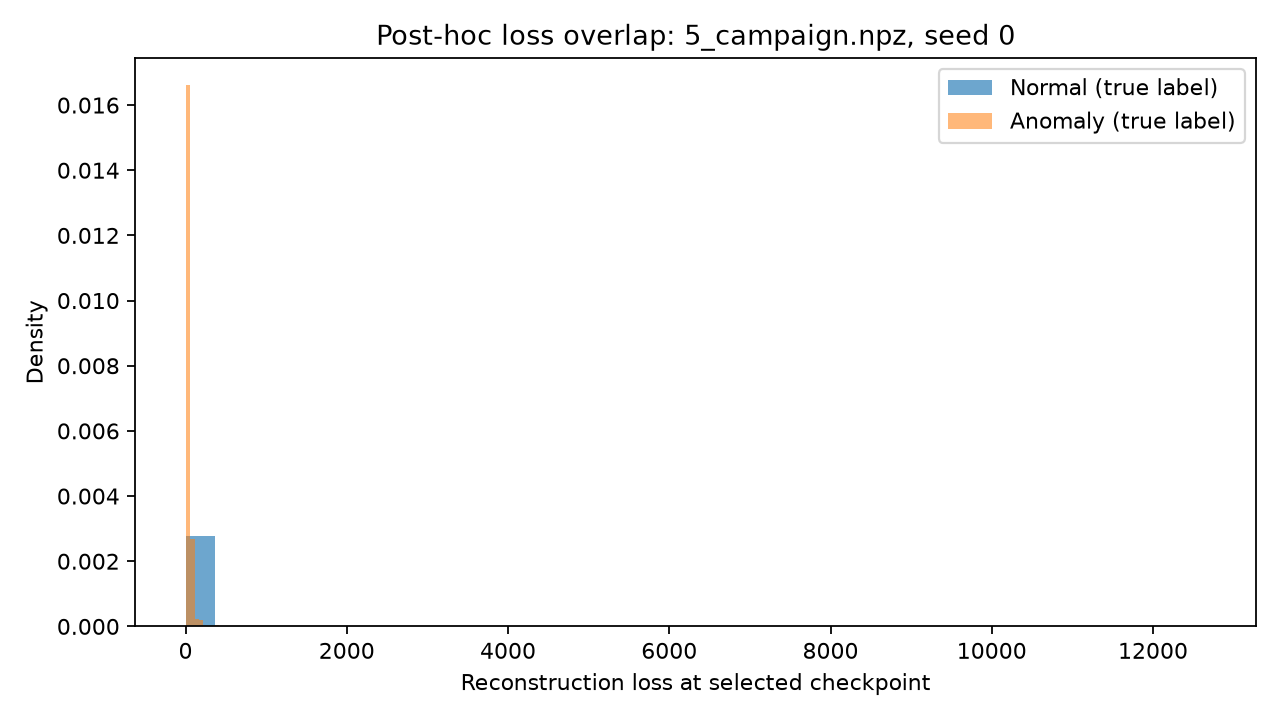 Post-hoc loss overlap: 5_campaign.npz, seed 0
Normal (true label)
Anomaly (true label)
0.016
0.014
0.012
0.010
0.008
0.006
0.004
0.002
0.000
Density
0 2000 4000 6000 8000 10000 12000
Reconstruction loss at selected checkpoint